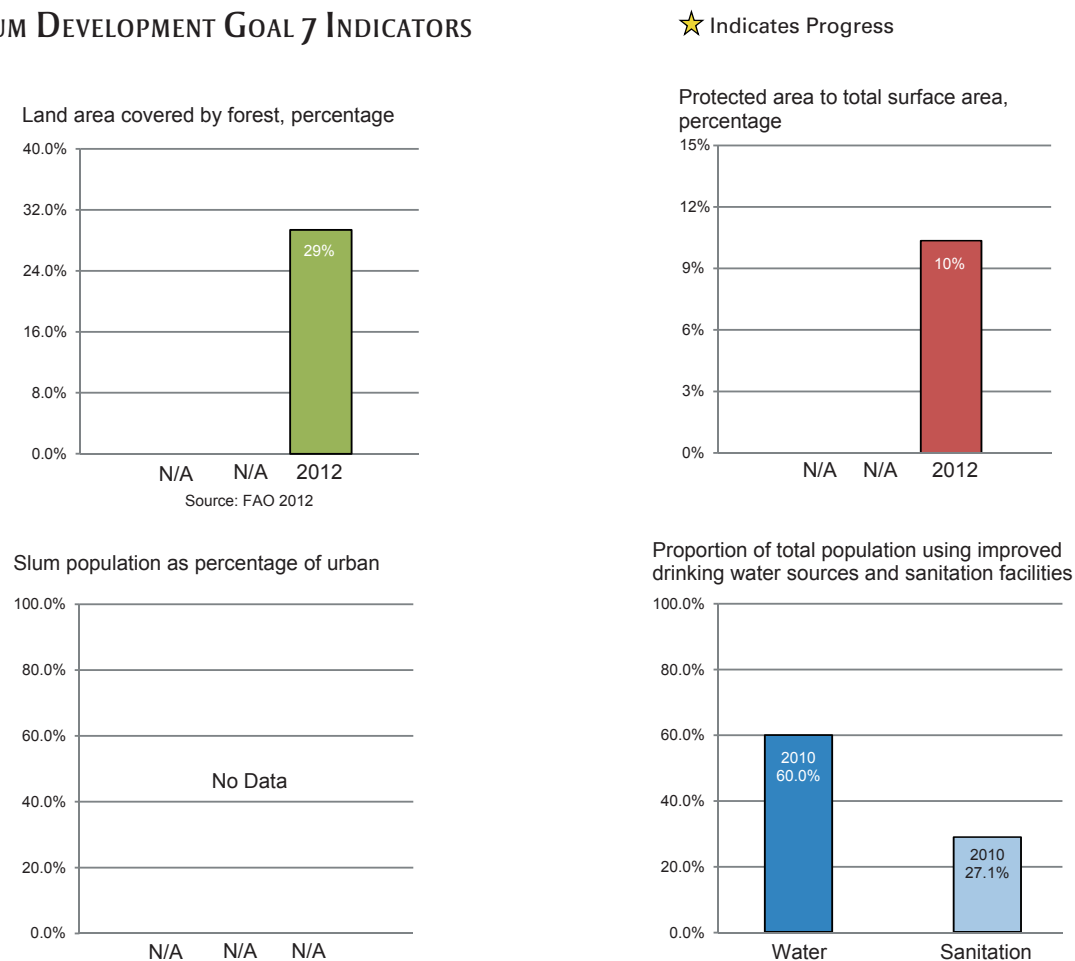 UM DEVELOPMENT GOAL 7 INDICATORS
Indicates Progress
Land area covered by forest, percentage
40.0%
32.0%
24.0%
16.0%
8.0%
0.0%
29%
N/A N/A 2012
Source: FAO 2012
Protected area to total surface area,
percentage
15%
12%
9%
6%
3%
0%
10%
N/A N/A 2012
Slum population as percentage of urban
100.0%
80.0%
60.0%
40.0%
20.0%
0.0%
No Data
N/A N/A N/A
Proportion of total population using improved
drinking water sources and sanitation facilities
100.0%
80.0%
60.0%
40.0%
20.0%
0.0%
2010
60.0%
2010
27.1%
Water Sanitation